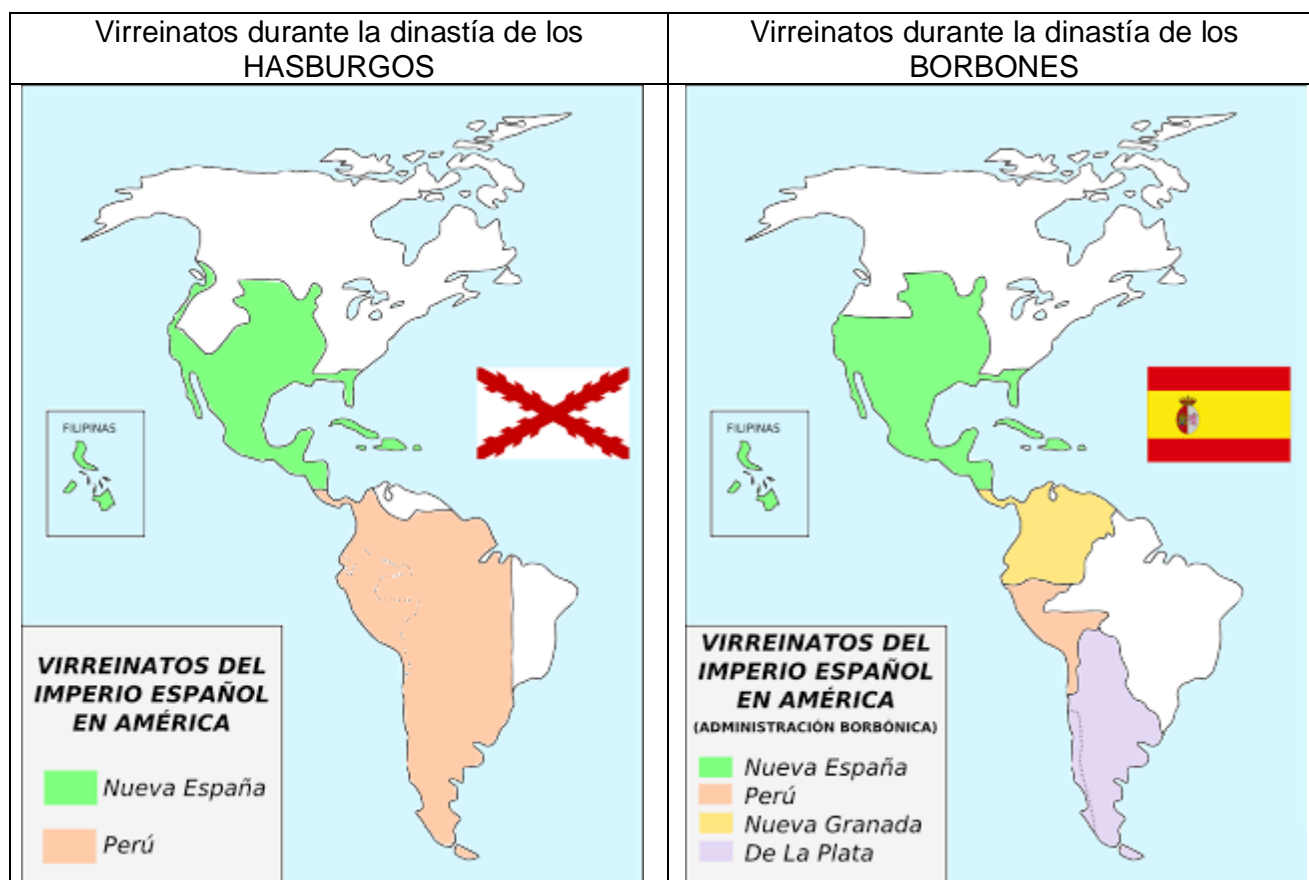 Virreinatos durante la dinastía de los
HASBURGOS
Virreinatos durante la dinastía de los
BORBONES
FILIPINAS
VIRREINATOS DEL
IMPERIO ESPAÑOL
EN AMÉRICA
Nueva España
Perú
FILIPINAS
VIRREINATOS DEL
IMPERIO ESPAÑOL
EN AMÉRICA
(ADMINISTRACIÓN BORBÓNICA)
Nueva España
Perú
Nueva Granada
De La Plata